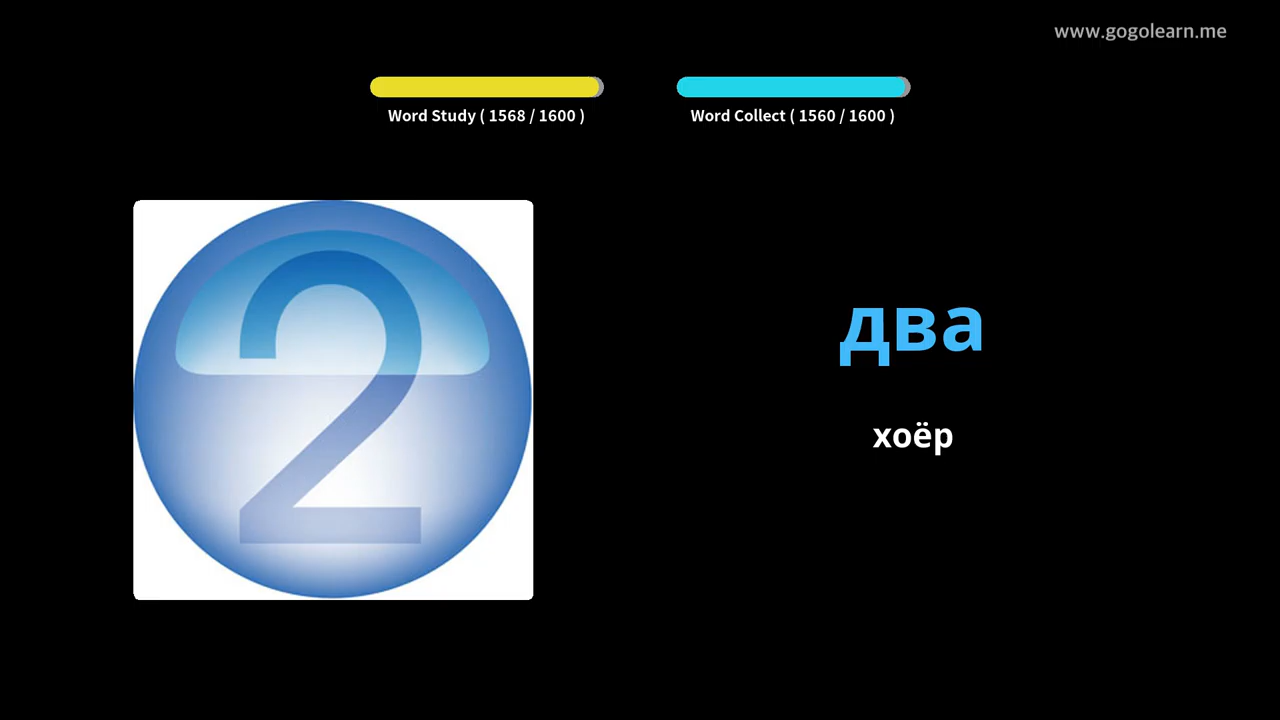 www.gogolearn.me
Word Study ( 1568 / 1600 )
Word Collect ( 1560 / 1600 )
2
два
хоёр